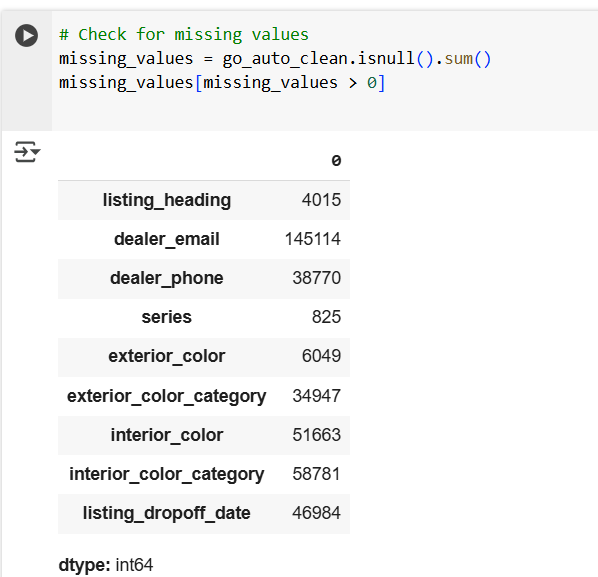 # Check for missing values
missing_values = go_auto_clean.isnull().sum()
missing_values[missing_values > 0]
0
listing_heading 4015
dealer_email 145114
dealer_phone 38770
series 825
exterior_color 6049
exterior_color_category 34947
interior_color 51663
interior_color_category 58781
listing_dropoff_date 46984
dtype: int64